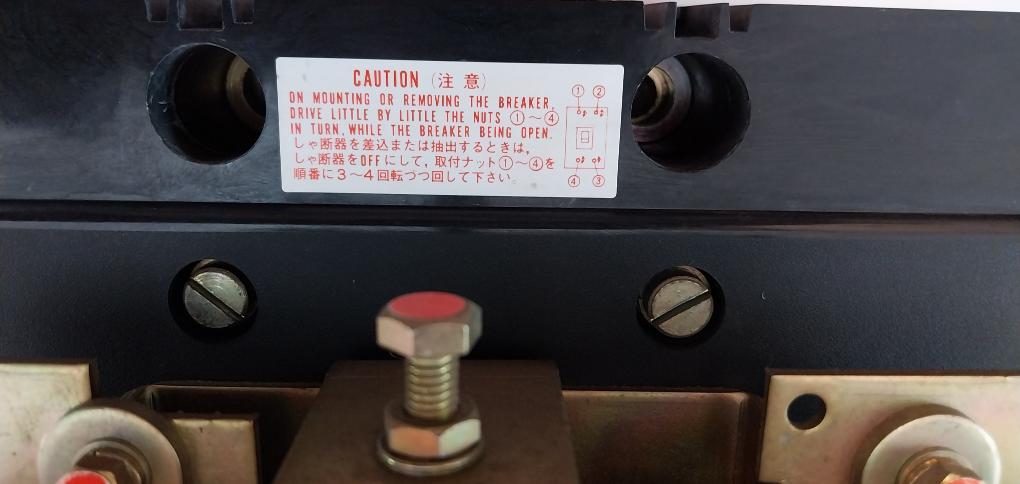 CAUTION (注意)
ON MOUNTING OR REMOVING THE BREAKER,
DRIVE LITTLE BY LITTLE THE NUTS ①～④
IN TURN, WHILE THE BREAKER BEING OPEN.
しゃ断器を差込または抽出するときは、
しゃ断器をOFFにして, 取付ナット①～④を
順番に3～4回転づつ回して下さい.
① ②
④ ③